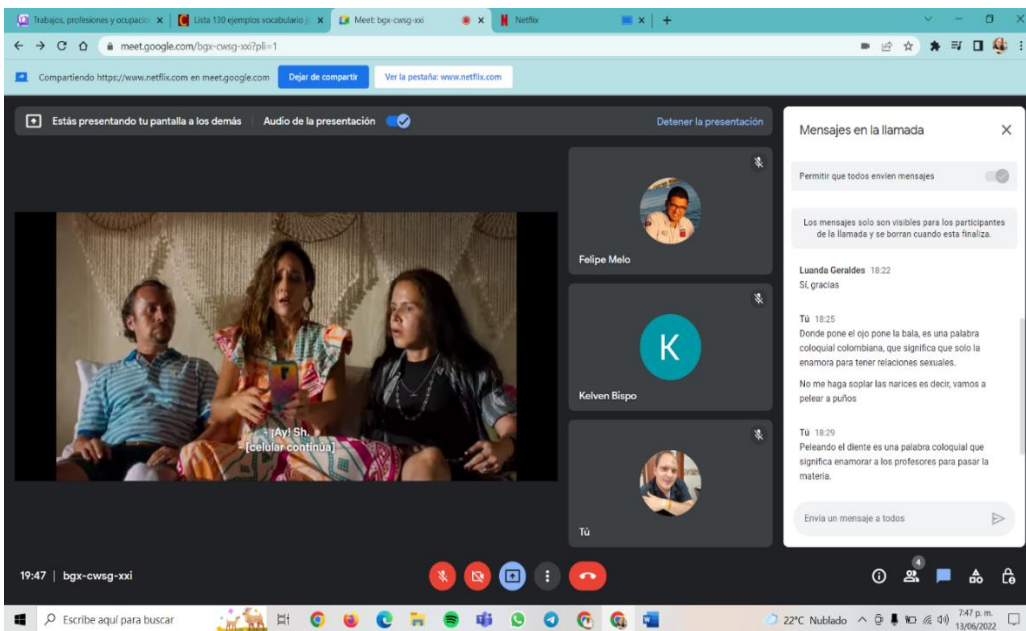 Trabajos, profesiones y ocupacio
Lista 130 ejemplos vocabulario
Meet: bgx-cwsg-xxi
Netflix
meet.google.com/bgx-cwsg-xxi?pli=1
Compartiendo https://www.netflix.com en meet.google.com
Dejar de compartir
Ver la pestaña: www.netflix.com
Estás presentando tu pantalla a los demás
Audio de la presentación
Detener la presentación
- ¡Ay! Sh.
- [celular continúa]
Felipe Melo
K
Kelven Bispo
Tú
Mensajes en la llamada
Permitir que todos envíen mensajes
Los mensajes solo son visibles para los participantes
de la llamada y se borran cuando esta finaliza.
Luanda Geraldes 18:22
Sí, gracias
Tú 18:25
Donde pone el ojo pone la bala, es una palabra
coloquial colombiana, que significa que solo la
enamora para tener relaciones sexuales.
No me haga soplar las narices es decir, vamos a
pelear a puños
Tú 18:29
Peleando el diente es una palabra coloquial que
significa enamorar a los profesores para pasar la
materia.
Envía un mensaje a todos
19:47 | bgx-cwsg-xxi
4
Escribe aquí para buscar
22°C Nublado
7:47 p. m.
13/06/2022